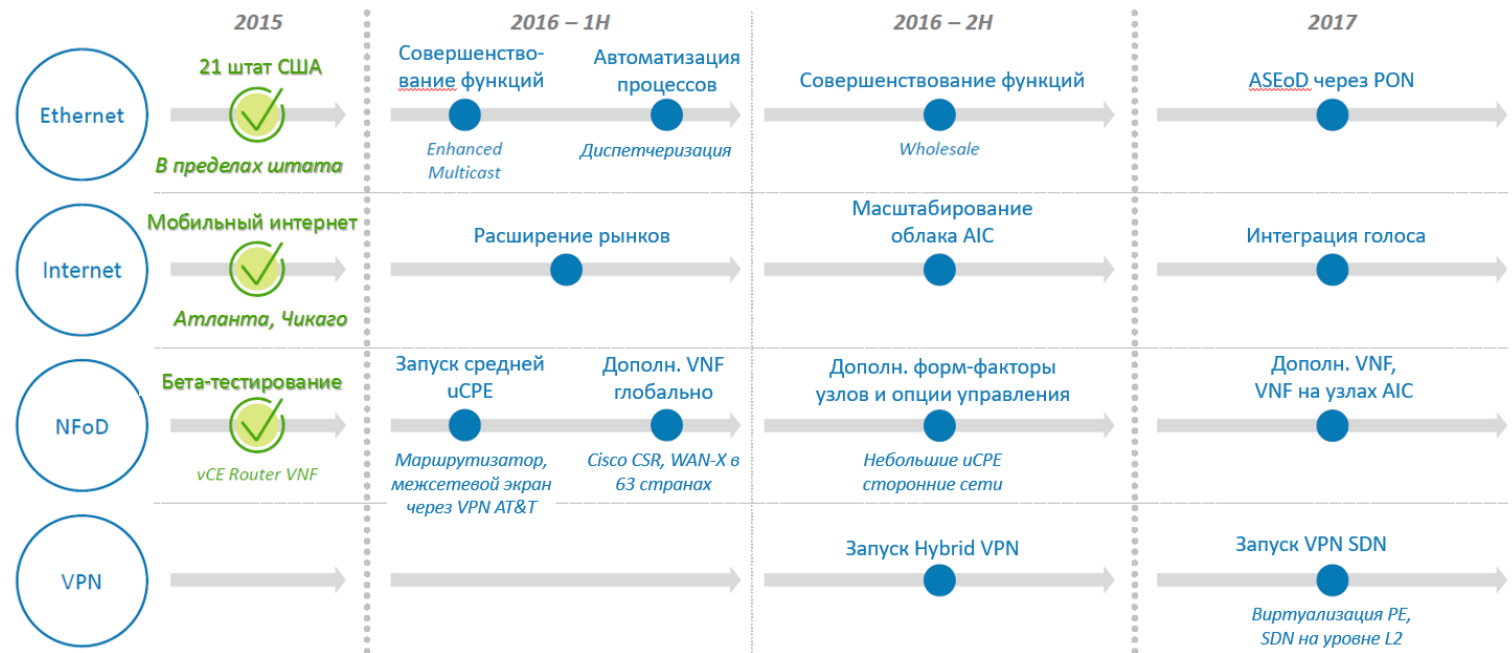 2015
2016 – 1H
2016 – 2H
2017
Ethernet
21 штат США
В пределах штата
Совершенство-
вание функций
Enhanced
Multicast
Автоматизация
процессов
Диспетчеризация
Совершенствование функций
Wholesale
ASEoD через PON
Internet
Мобильный интернет
Атланта, Чикаго
Расширение рынков
Масштабирование
облака AIC
Интеграция голоса
NFoD
Бета-тестирование
vCE Router VNF
Запуск средней
uCPE
Маршрутизатор,
межсетевой экран
через VPN AT&T
Дополн. VNF
глобально
Cisco CSR, WAN-X в
63 странах
Дополн. форм-факторы
узлов и опции управления
Небольшие uCPE
сторонние сети
Дополн. VNF,
VNF на узлах AIC
VPN
Запуск Hybrid VPN
Запуск VPN SDN
Виртуализация PE,
SDN на уровне L2